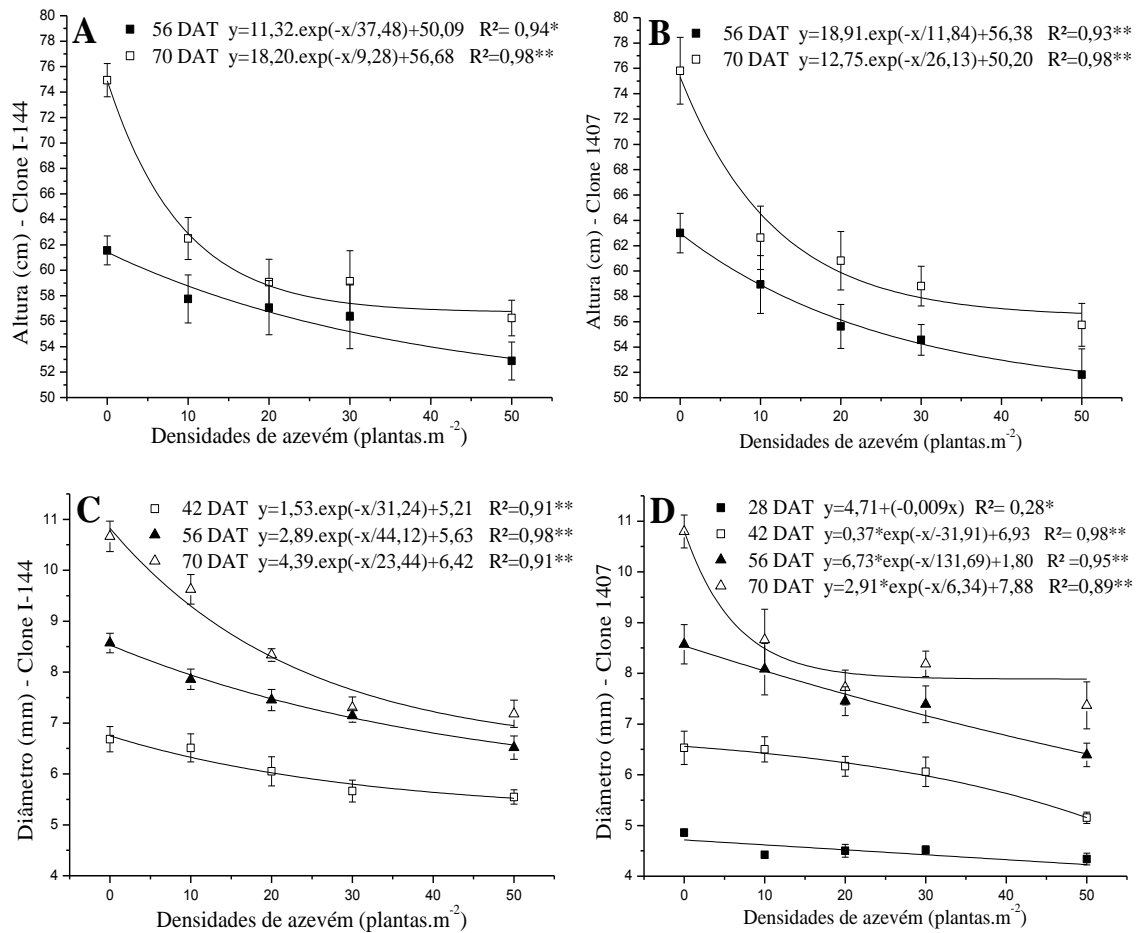 A
56 DAT y=11,32.exp(-x/37,48)+50,09 R²= 0,94*
70 DAT y=18,20.exp(-x/9,28)+56,68 R²=0,98**
Altura (cm) - Clone I-144
80
78
76
74
72
70
68
66
64
62
60
58
56
54
52
50
0 10 20 30 40 50
Densidades de azevém (plantas.m⁻²)
B
56 DAT y=18,91.exp(-x/11,84)+56,38 R²=0,93**
70 DAT y=12,75.exp(-x/26,13)+50,20 R²=0,98**
Altura (cm) - Clone 1407
80
78
76
74
72
70
68
66
64
62
60
58
56
54
52
50
0 10 20 30 40 50
Densidades de azevém (plantas.m⁻²)
C
42 DAT y=1,53.exp(-x/31,24)+5,21 R²=0,91**
56 DAT y=2,89.exp(-x/44,12)+5,63 R²=0,98**
70 DAT y=4,39.exp(-x/23,44)+6,42 R²=0,91**
Diâmetro (mm) - Clone I-144
11
10
9
8
7
6
5
4
0 10 20 30 40 50
Densidades de azevém (plantas.m⁻²)
D
28 DAT y=4,71+(-0,009x) R²= 0,28*
42 DAT y=0,37*exp(-x/-31,91)+6,93 R²= 0,98**
56 DAT y=6,73*exp(-x/131,69)+1,80 R² =0,95**
70 DAT y=2,91*exp(-x/6,34)+7,88 R²=0,89**
Diâmetro (mm) - Clone 1407
11
10
9
8
7
6
5
4
0 10 20 30 40 50
Densidades de azevém (plantas.m⁻²)